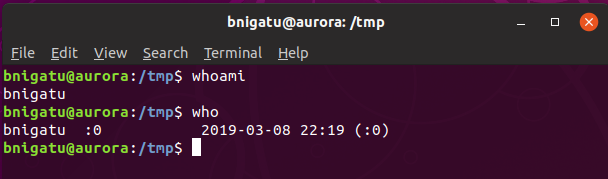 bnigatu@aurora: /tmp
File Edit View Search Terminal Help
bnigatu@aurora:/tmp$ whoami
bnigatu
bnigatu@aurora:/tmp$ who
bnigatu  :0           2019-03-08 22:19 (:0)
bnigatu@aurora:/tmp$